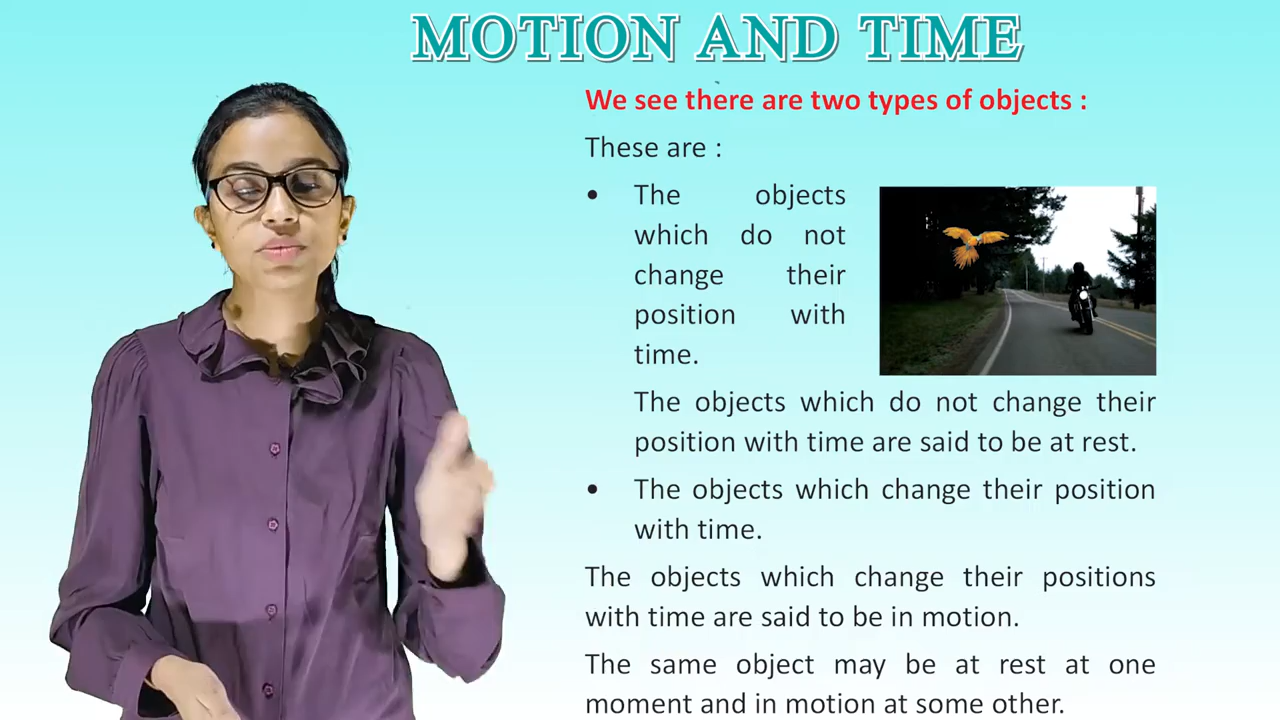 MOTION AND TIME
We see there are two types of objects :
These are :
• The objects
which do not
change their
position with
time.
The objects which do not change their
position with time are said to be at rest.
• The objects which change their position
with time.
The objects which change their positions
with time are said to be in motion.
The same object may be at rest at one
moment and in motion at some other.